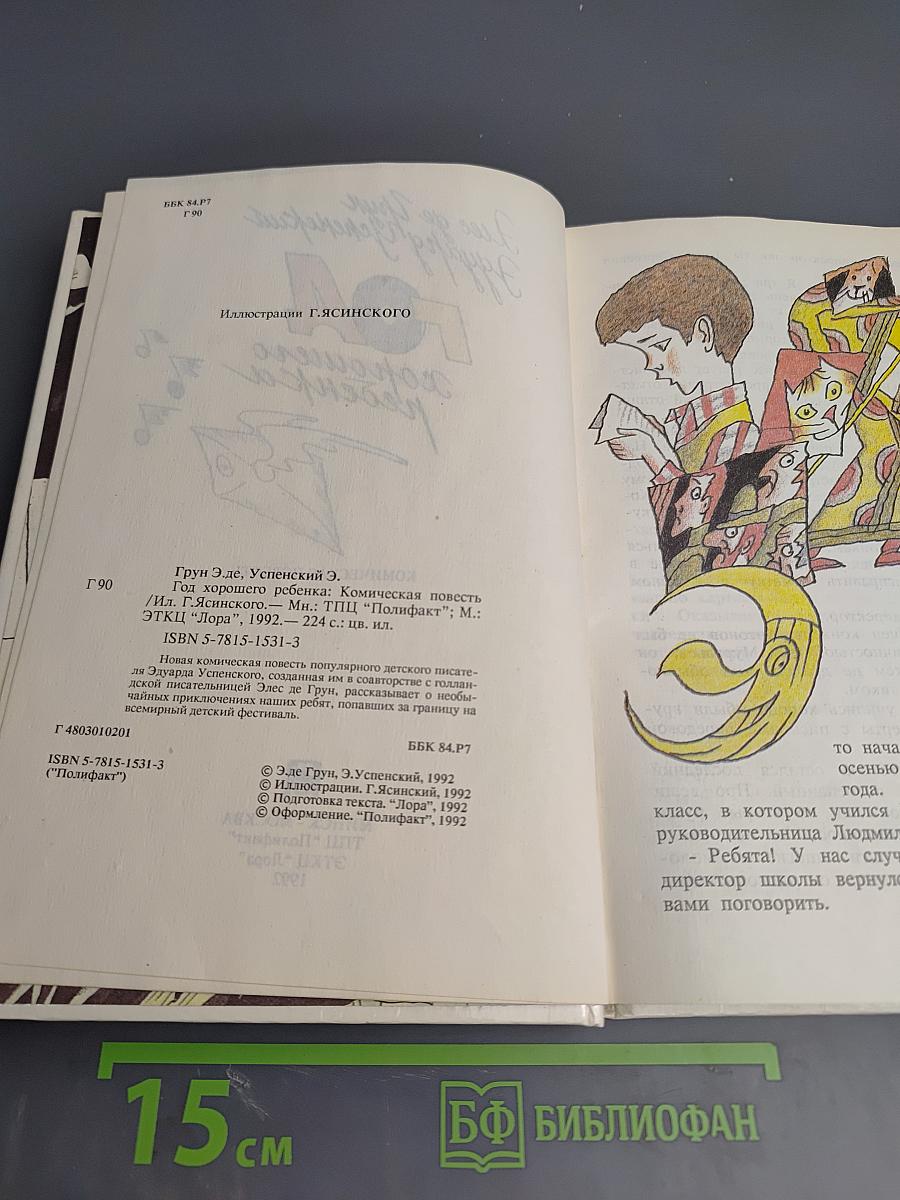 ББК 84.Р7
Г 90
Иллюстрации Г.ЯСИНСКОГО
Грун Э.де, Успенский Э.
Г 90 Год хорошего ребенка: Комическая повесть
/Ил. Г.Ясинского.— Мн.: ТПЦ “Полифакт”; М.:
ЭТКЦ “Лора”, 1992.— 224 с.: цв. ил.
ISBN 5-7815-1531-3
Новая комическая повесть популярного детского писате-
ля Эдуарда Успенского, созданная им в соавторстве с голлан-
дской писательницей Элес де Грун, рассказывает о необы-
чайных приключениях наших ребят, попавших за границу на
всемирный детский фестиваль.
Г 4803010201
ББК 84.Р7
ISBN 5-7815-1531-3
("Полифакт")
© Э.де Грун, Э.Успенский, 1992
© Иллюстрации. Г.Ясинский, 1992
© Подготовка текста. “Лора”, 1992
© Оформление. “Полифакт”, 1992
Э
то нача
осенью
года.
класс, в котором учился
руководительница Людмил
- Ребята! У нас случ
директор школы вернуло
вами поговорить.
15 см
БФ БИБЛИОФАН